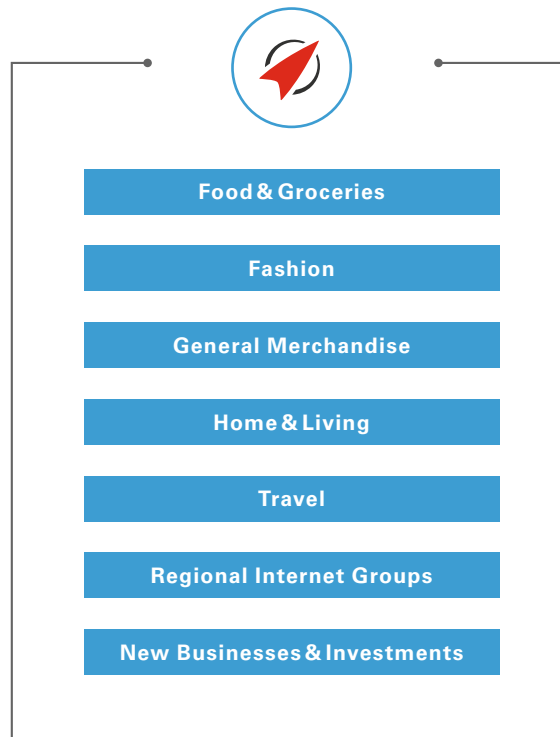 Food & Groceries
Fashion
General Merchandise
Home & Living
Travel
Regional Internet Groups
New Businesses & Investments